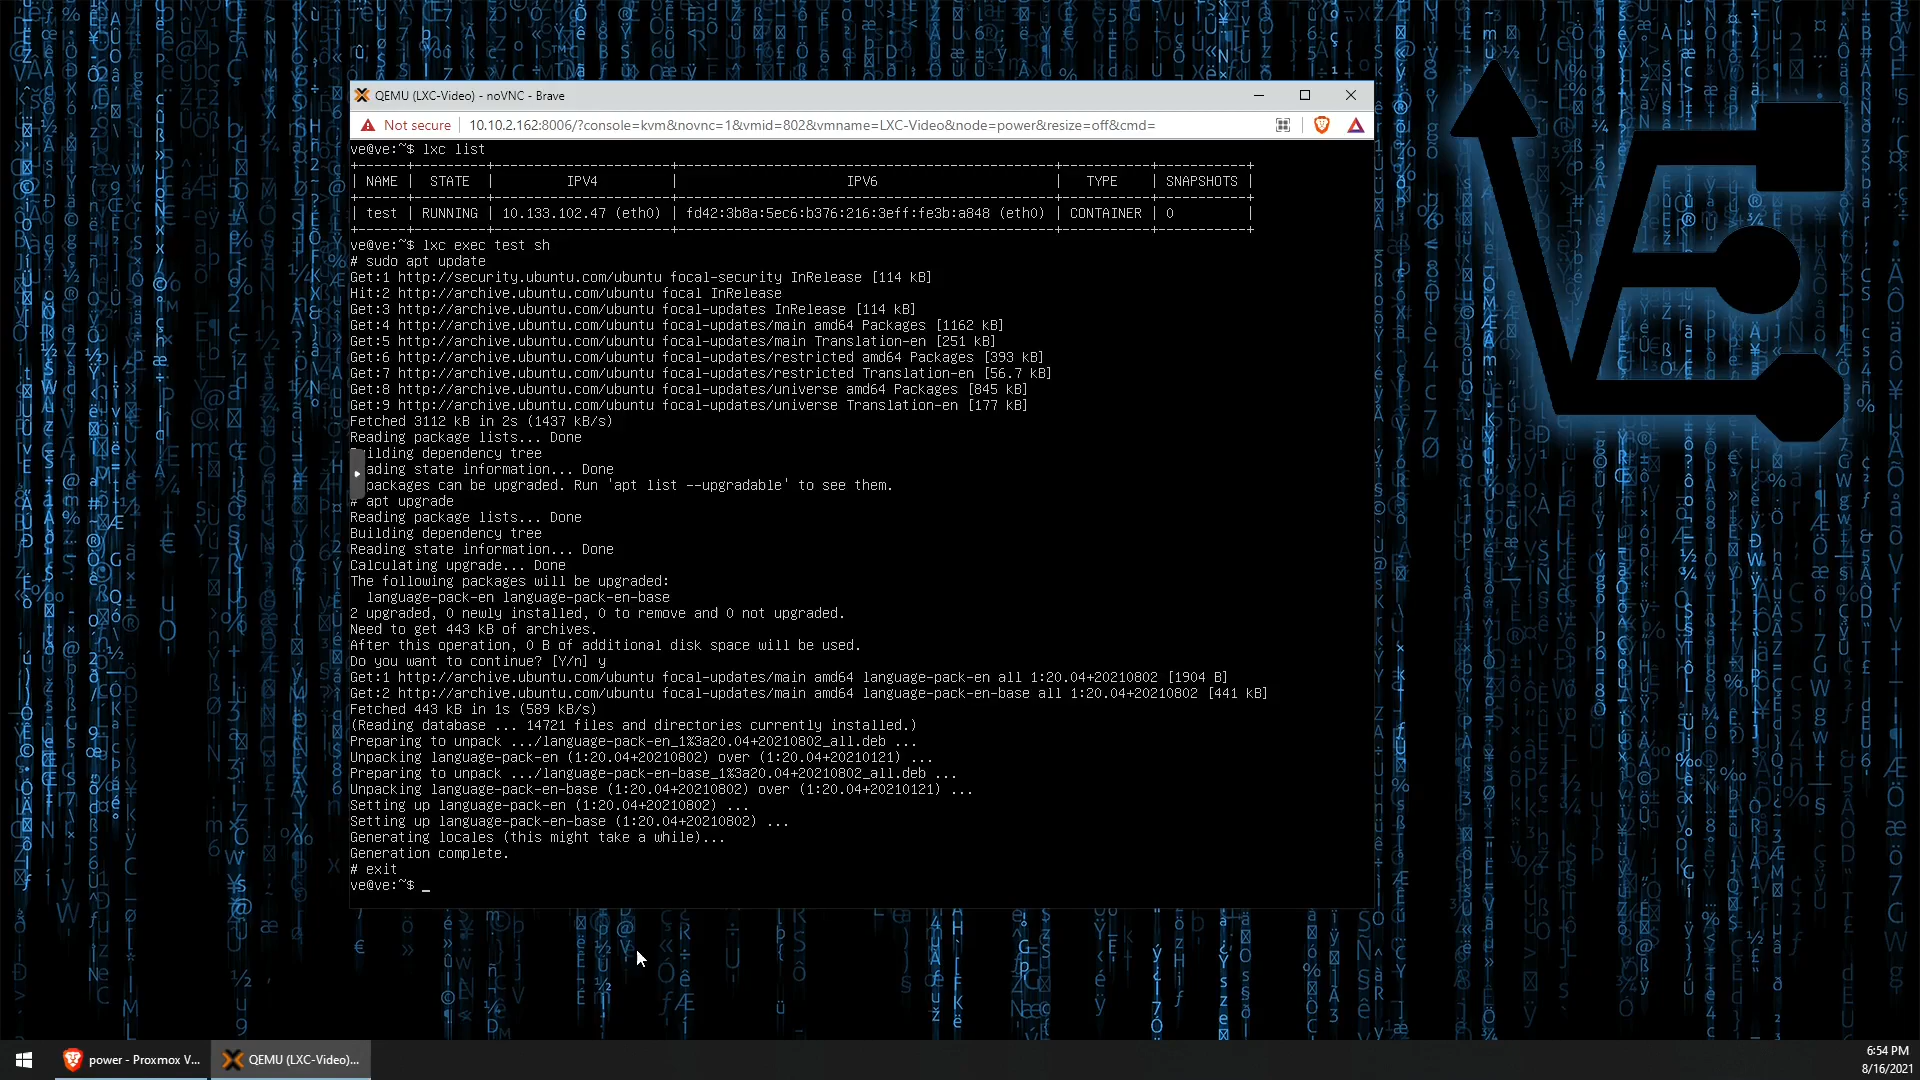 QEMU (LXC-Video) - noVNC - Brave
Not secure | 10.10.2.162:8006/?console=kvm&novnc=1&vmid=802&vmname=LXC-Video&node=power&resize=off&cmd=
ve@ve:~$ lxc list
+------+---------+----------------------+-----------------------------------------------+-----------+-----------+
| NAME | STATE | IPV4 | IPV6 | TYPE | SNAPSHOTS |
+------+---------+----------------------+-----------------------------------------------+-----------+-----------+
| test | RUNNING | 10.133.102.47 (eth0) | fd42:3b8a:5ec6:b376:216:3eff:fe3b:a848 (eth0) | CONTAINER | 0 |
+------+---------+----------------------+-----------------------------------------------+-----------+-----------+
ve@ve:~$ lxc exec test sh
# sudo apt update
Get:1 http://security.ubuntu.com/ubuntu focal-security InRelease [114 kB]
Hit:2 http://archive.ubuntu.com/ubuntu focal InRelease
Get:3 http://archive.ubuntu.com/ubuntu focal-updates InRelease [114 kB]
Get:4 http://archive.ubuntu.com/ubuntu focal-updates/main amd64 Packages [1162 kB]
Get:5 http://archive.ubuntu.com/ubuntu focal-updates/main Translation-en [251 kB]
Get:6 http://archive.ubuntu.com/ubuntu focal-updates/restricted amd64 Packages [393 kB]
Get:7 http://archive.ubuntu.com/ubuntu focal-updates/restricted Translation-en [56.7 kB]
Get:8 http://archive.ubuntu.com/ubuntu focal-updates/universe amd64 Packages [845 kB]
Get:9 http://archive.ubuntu.com/ubuntu focal-updates/universe Translation-en [177 kB]
Fetched 3112 kB in 2s (1437 kB/s)
Reading package lists... Done
uilding dependency tree
ading state information... Done
packages can be upgraded. Run 'apt list --upgradable' to see them.
# apt upgrade
Reading package lists... Done
Building dependency tree
Reading state information... Done
Calculating upgrade... Done
The following packages will be upgraded:
language-pack-en language-pack-en-base
2 upgraded, 0 newly installed, 0 to remove and 0 not upgraded.
Need to get 443 kB of archives.
After this operation, 0 B of additional disk space will be used.
Do you want to continue? [Y/n] y
Get:1 http://archive.ubuntu.com/ubuntu focal-updates/main amd64 language-pack-en all 1:20.04+20210802 [1904 B]
Get:2 http://archive.ubuntu.com/ubuntu focal-updates/main amd64 language-pack-en-base all 1:20.04+20210802 [441 kB]
Fetched 443 kB in 1s (589 kB/s)
(Reading database ... 14721 files and directories currently installed.)
Preparing to unpack .../language-pack-en_1%3a20.04+20210802_all.deb ...
Unpacking language-pack-en (1:20.04+20210802) over (1:20.04+20210121) ...
Preparing to unpack .../language-pack-en-base_1%3a20.04+20210802_all.deb ...
Unpacking language-pack-en-base (1:20.04+20210802) over (1:20.04+20210121) ...
Setting up language-pack-en (1:20.04+20210802) ...
Setting up language-pack-en-base (1:20.04+20210802) ...
Generating locales (this might take a while)...
Generation complete.
# exit
ve@ve:~$ _
power - Proxmox V...
QEMU (LXC-Video)...
6:54 PM
8/16/2021